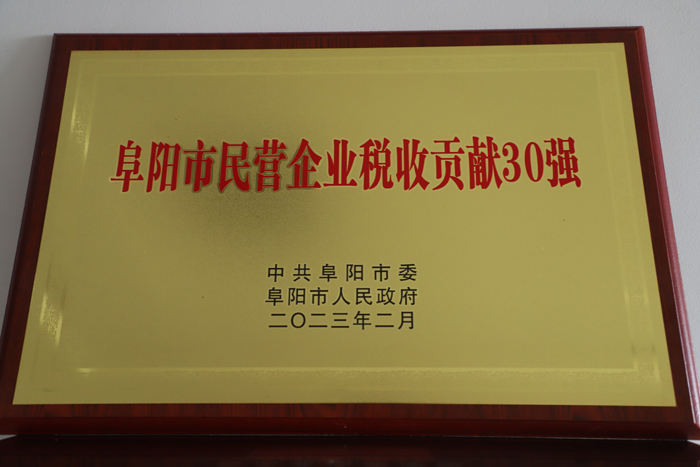 阜阳市民营企业税收贡献30强
中共阜阳市委
阜阳市人民政府
二〇二三年二月